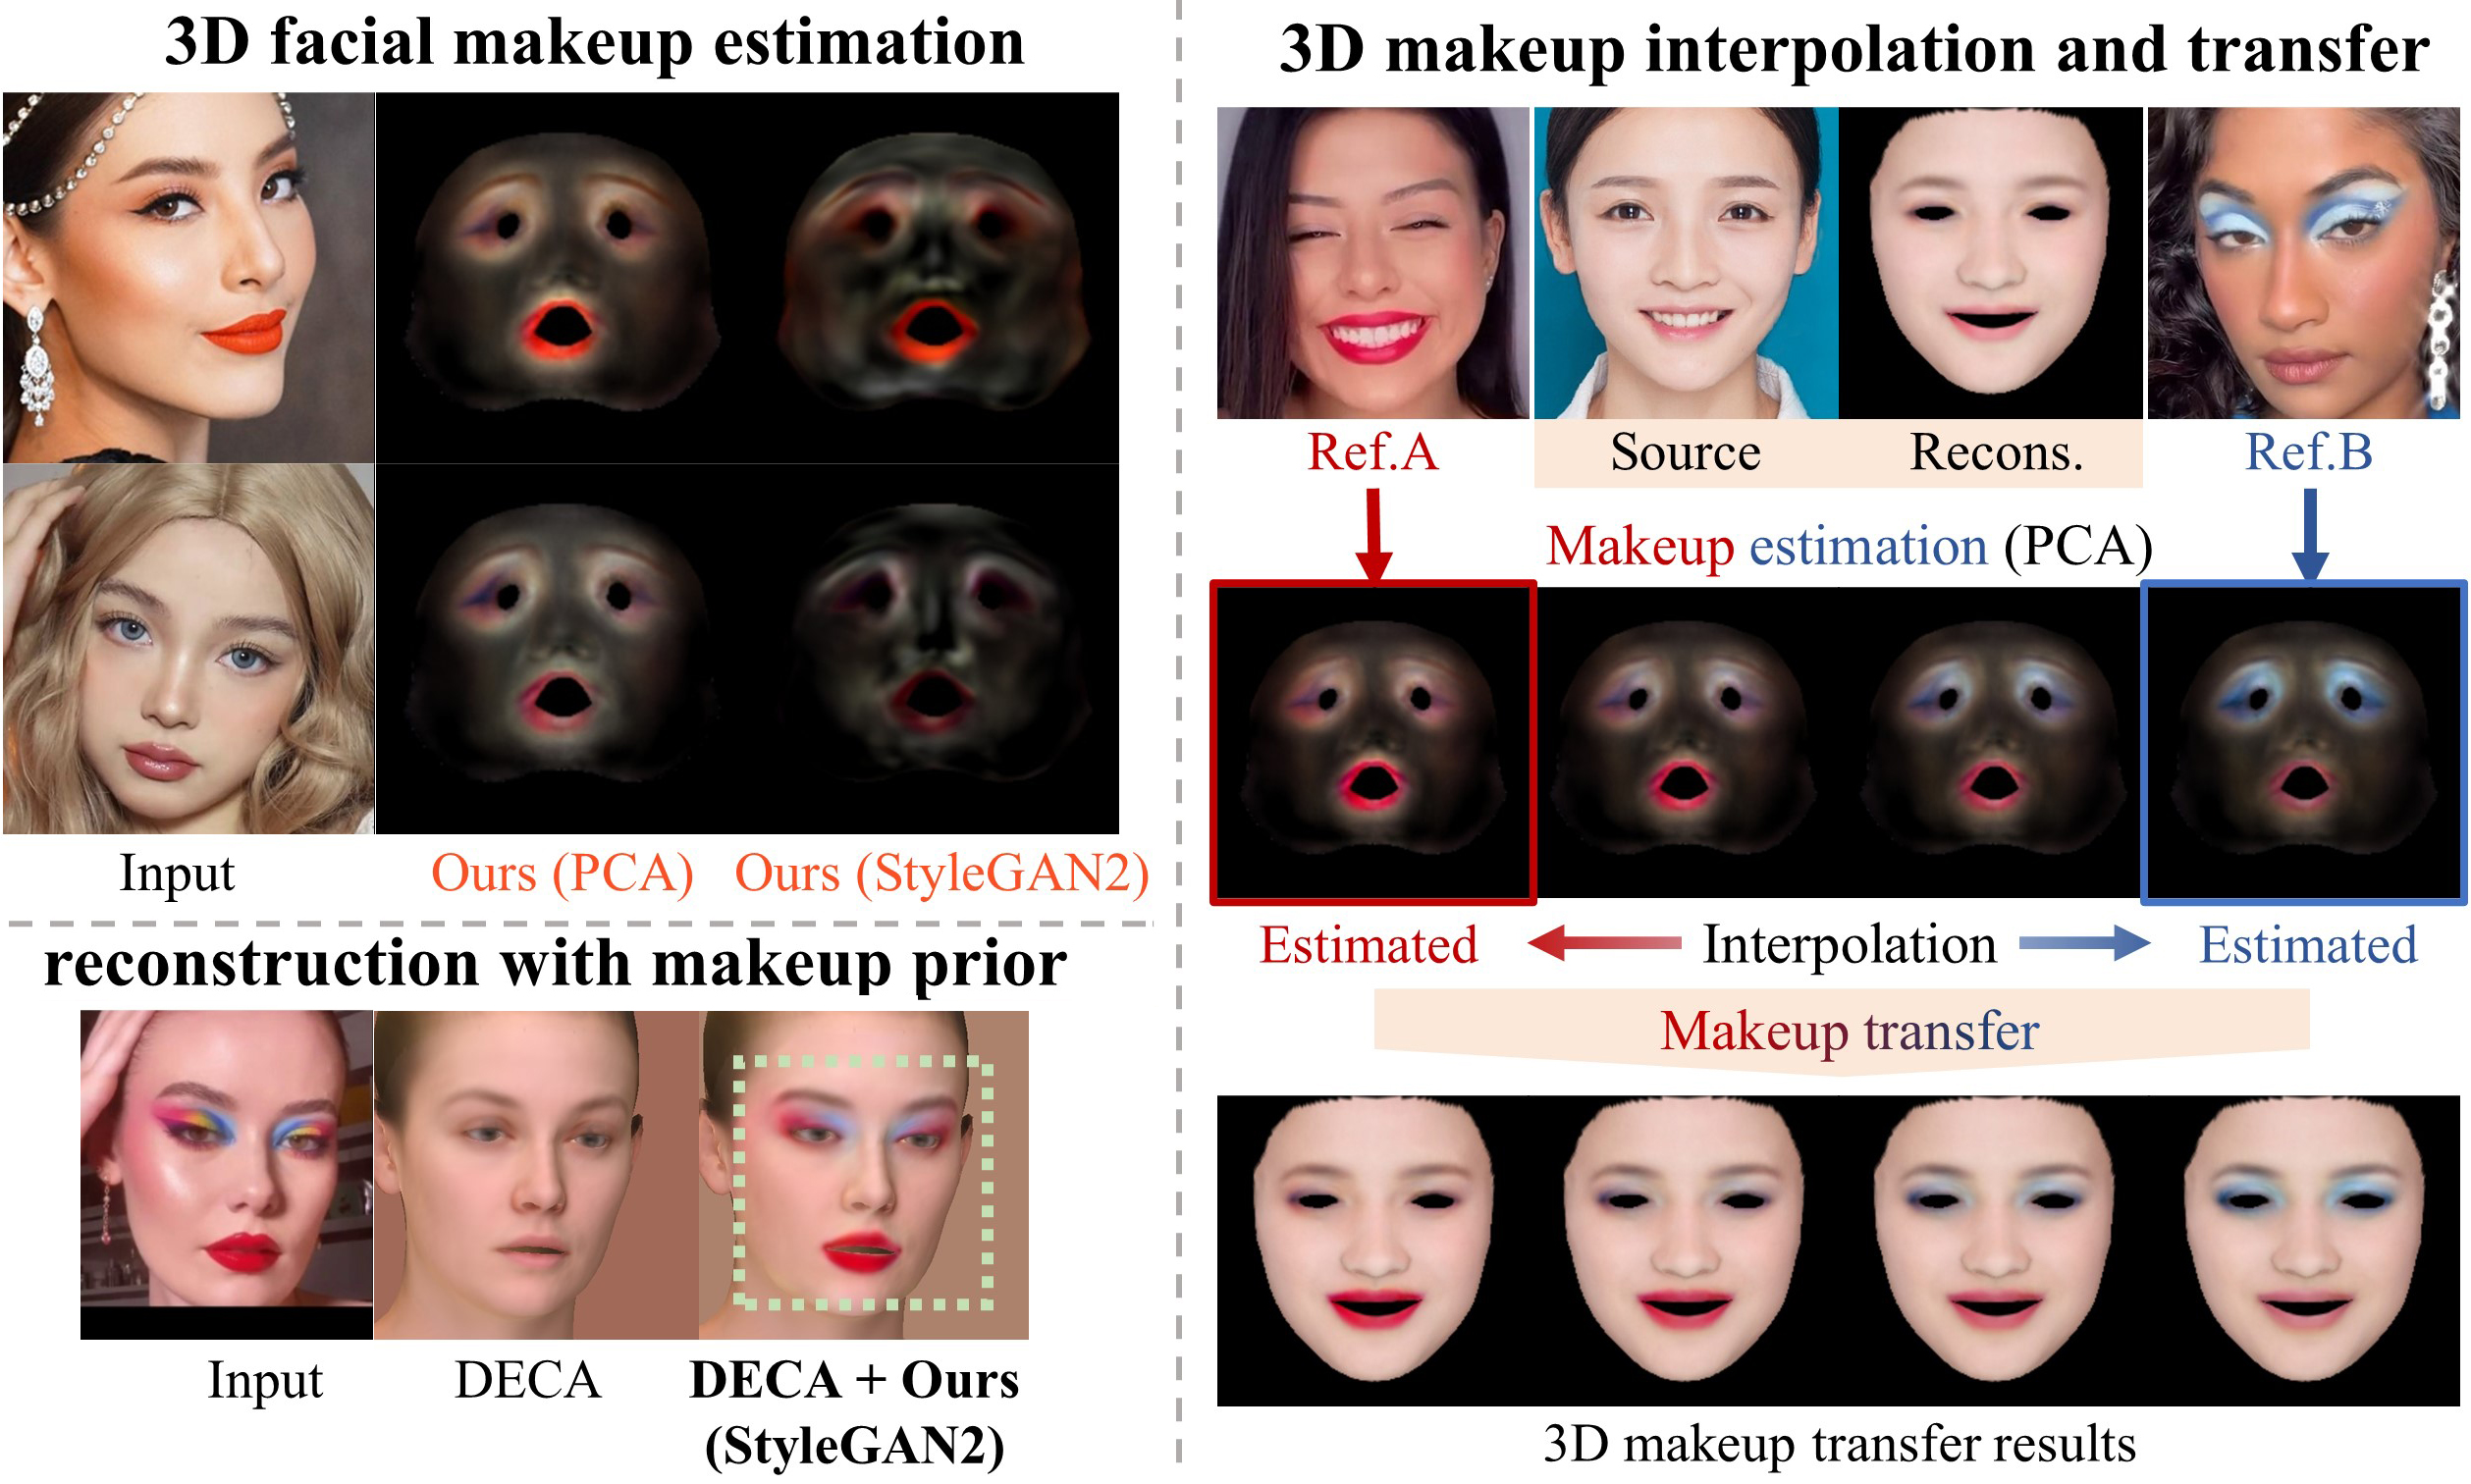 3D facial makeup estimation
Input
Ours (PCA)
Ours (StyleGAN2)
reconstruction with makeup prior
Input
DECA
DECA + Ours
(StyleGAN2)
3D makeup interpolation and transfer
Ref.A
Source
Recons.
Ref.B
Makeup estimation (PCA)
Estimated
Interpolation
Estimated
Makeup transfer
3D makeup transfer results